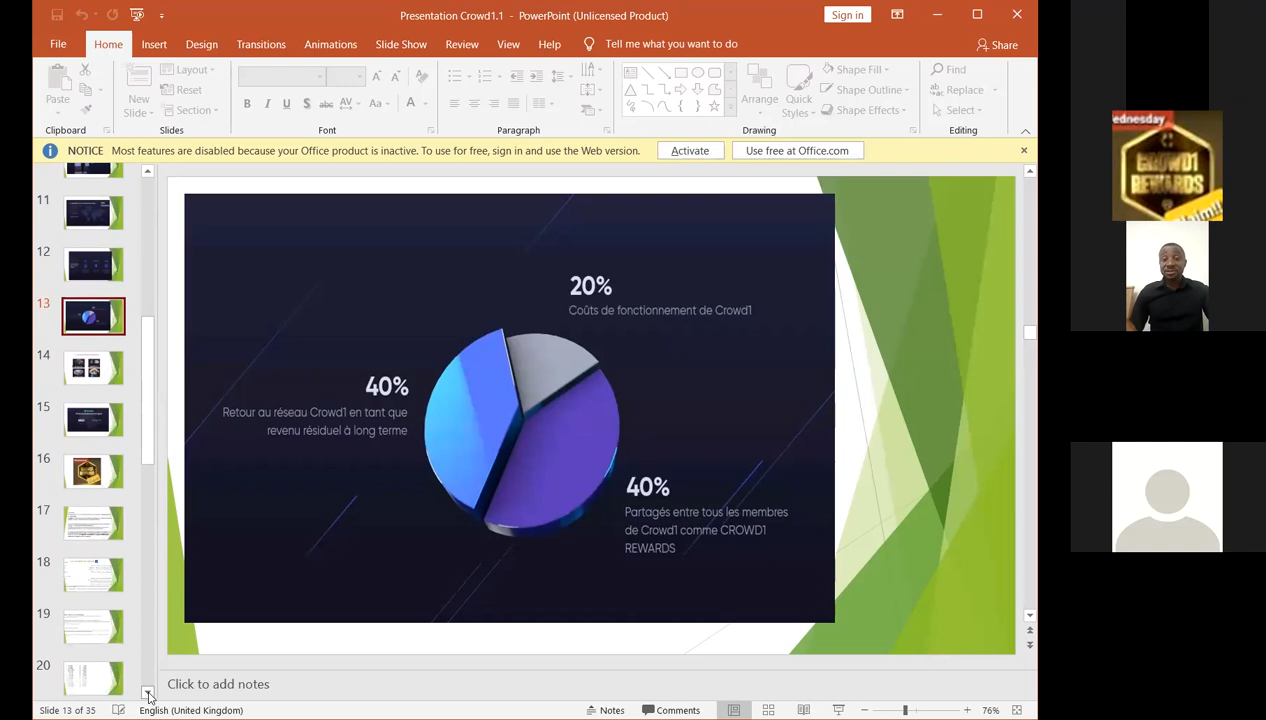 Presentation Crowd1.1 - PowerPoint (Unlicensed Product)
Sign in
File Home Insert Design Transitions Animations Slide Show Review View Help Tell me what you want to do Share
Paste
New Slide
Layout
Reset
Section
B I U S abc AV Aa A
Arrange
Quick Styles
Shape Fill
Shape Outline
Shape Effects
Find
Replace
Select
Clipboard Slides Font Paragraph Drawing Editing
NOTICE Most features are disabled because your Office product is inactive. To use for free, sign in and use the Web version. Activate Use free at Office.com
11
12
13
14
15
16
17
18
19
20
20%
Coûts de fonctionnement de Crowd1
40%
Retour au réseau Crowd1 en tant que
revenu résiduel à long terme
40%
Partagés entre tous les membres
de Crowd1 comme CROWD1
REWARDS
ednesday
CROWD1
REWARDS
Click to add notes
Slide 13 of 35 English (United Kingdom) Notes Comments 76%